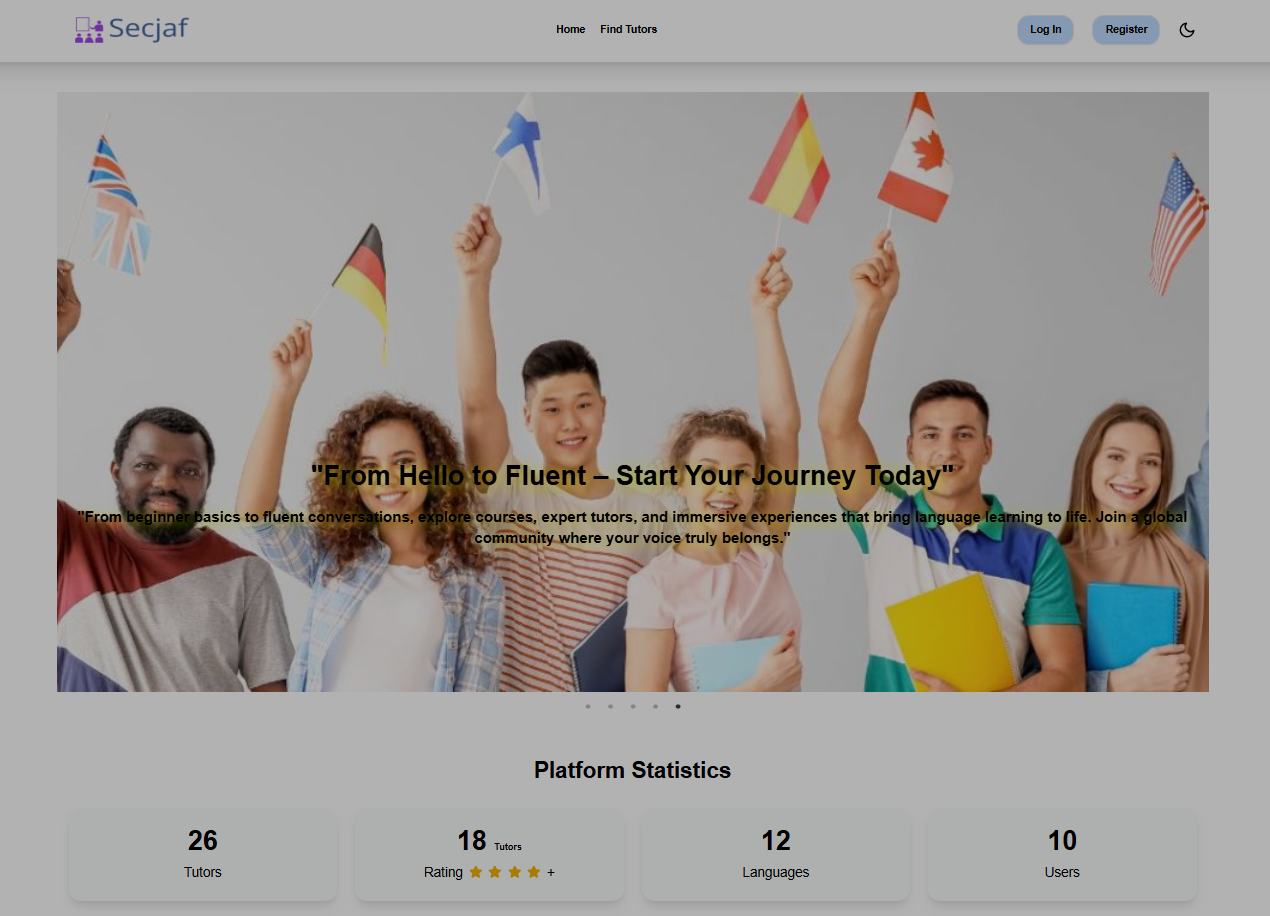 Secjaf
Home Find Tutors
Log In Register
"From Hello to Fluent – Start Your Journey Today"
"From beginner basics to fluent conversations, explore courses, expert tutors, and immersive experiences that bring language learning to life. Join a global
community where your voice truly belongs."
Platform Statistics
26
Tutors
18 Tutors
Rating +
12
Languages
10
Users